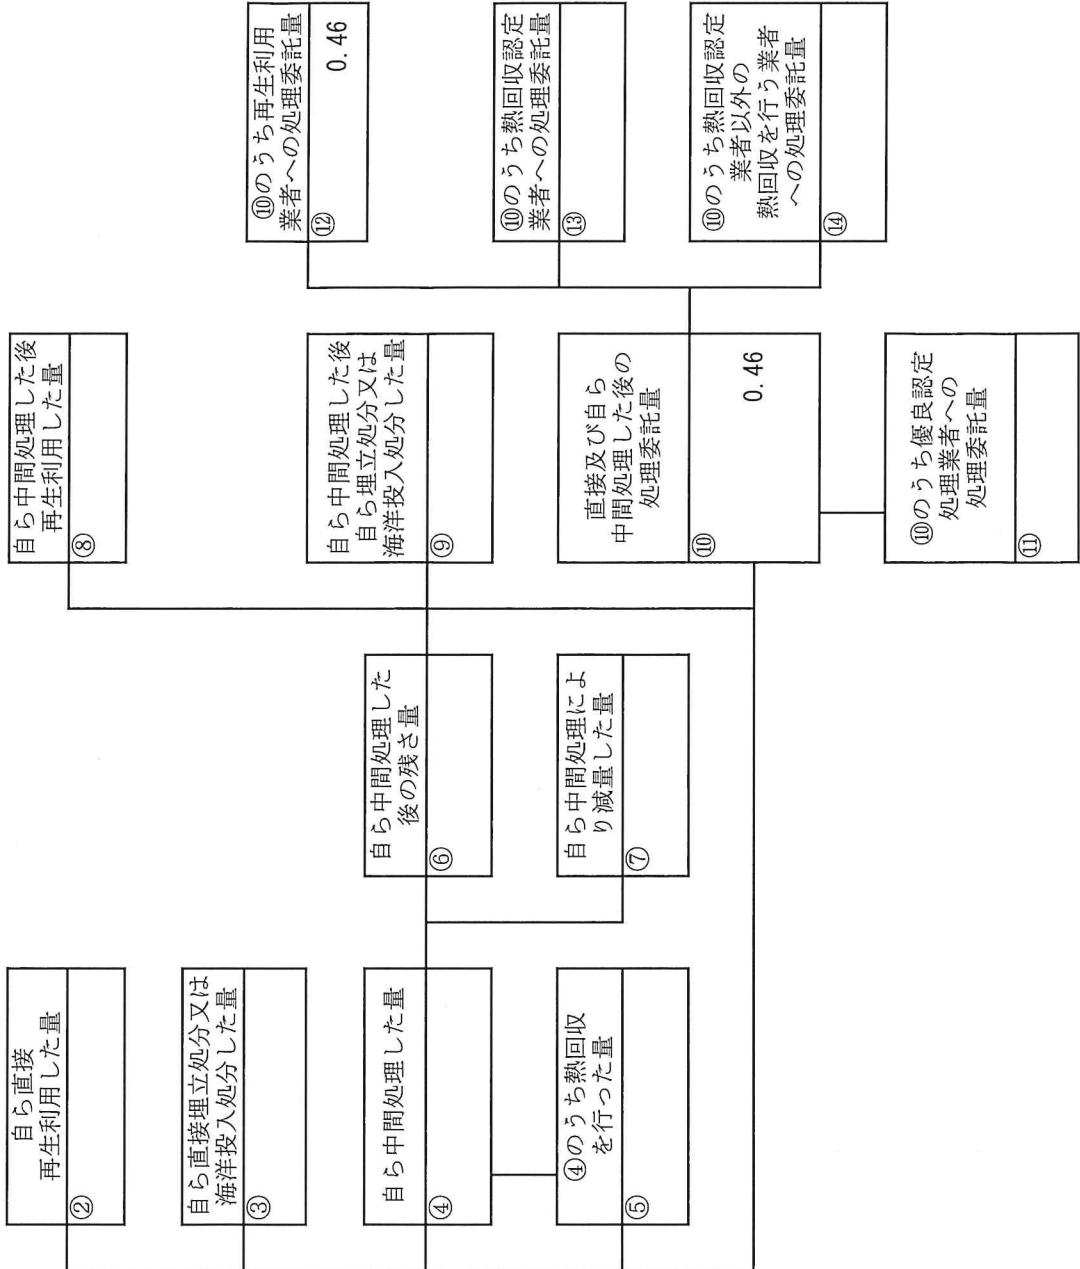 自ら直接
再生利用した量
②
自ら直接埋立処分又は
海洋投入処分した量
③
自ら中間処理した量
④
④のうち熱回収
を行った量
⑤
自ら中間処理した
後の残さ量
⑥
自ら中間処理によ
り減量した量
⑦
自ら中間処理した後
再生利用した量
⑧
自ら中間処理した後
自ら埋立処分又は
海洋投入処分した量
⑨
直接及び自ら
中間処理した後の
処理委託量
⑩
0.46
⑩のうち優良認定
処理業者への
処理委託量
⑪
⑩のうち再生利用
業者への処理委託量
⑫
0.46
⑩のうち熱回収認定
業者への処理委託量
⑬
⑩のうち熱回収認定
業者以外の
熱回収を行う業者
への処理委託量
⑭